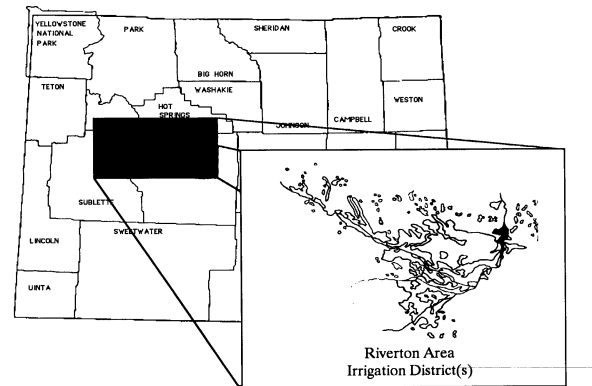 YELLOWSTONE
NATIONAL
PARK
PARK
SHERIDAN
CROOK
BIG HORN
WASHAKIE
TETON
HOT
SPRINGS
JOHNSON
CAMPBELL
WESTON
SUBLETTE
SWEETWATER
LINCOLN
UINTA
Riverton Area
Irrigation District(s)